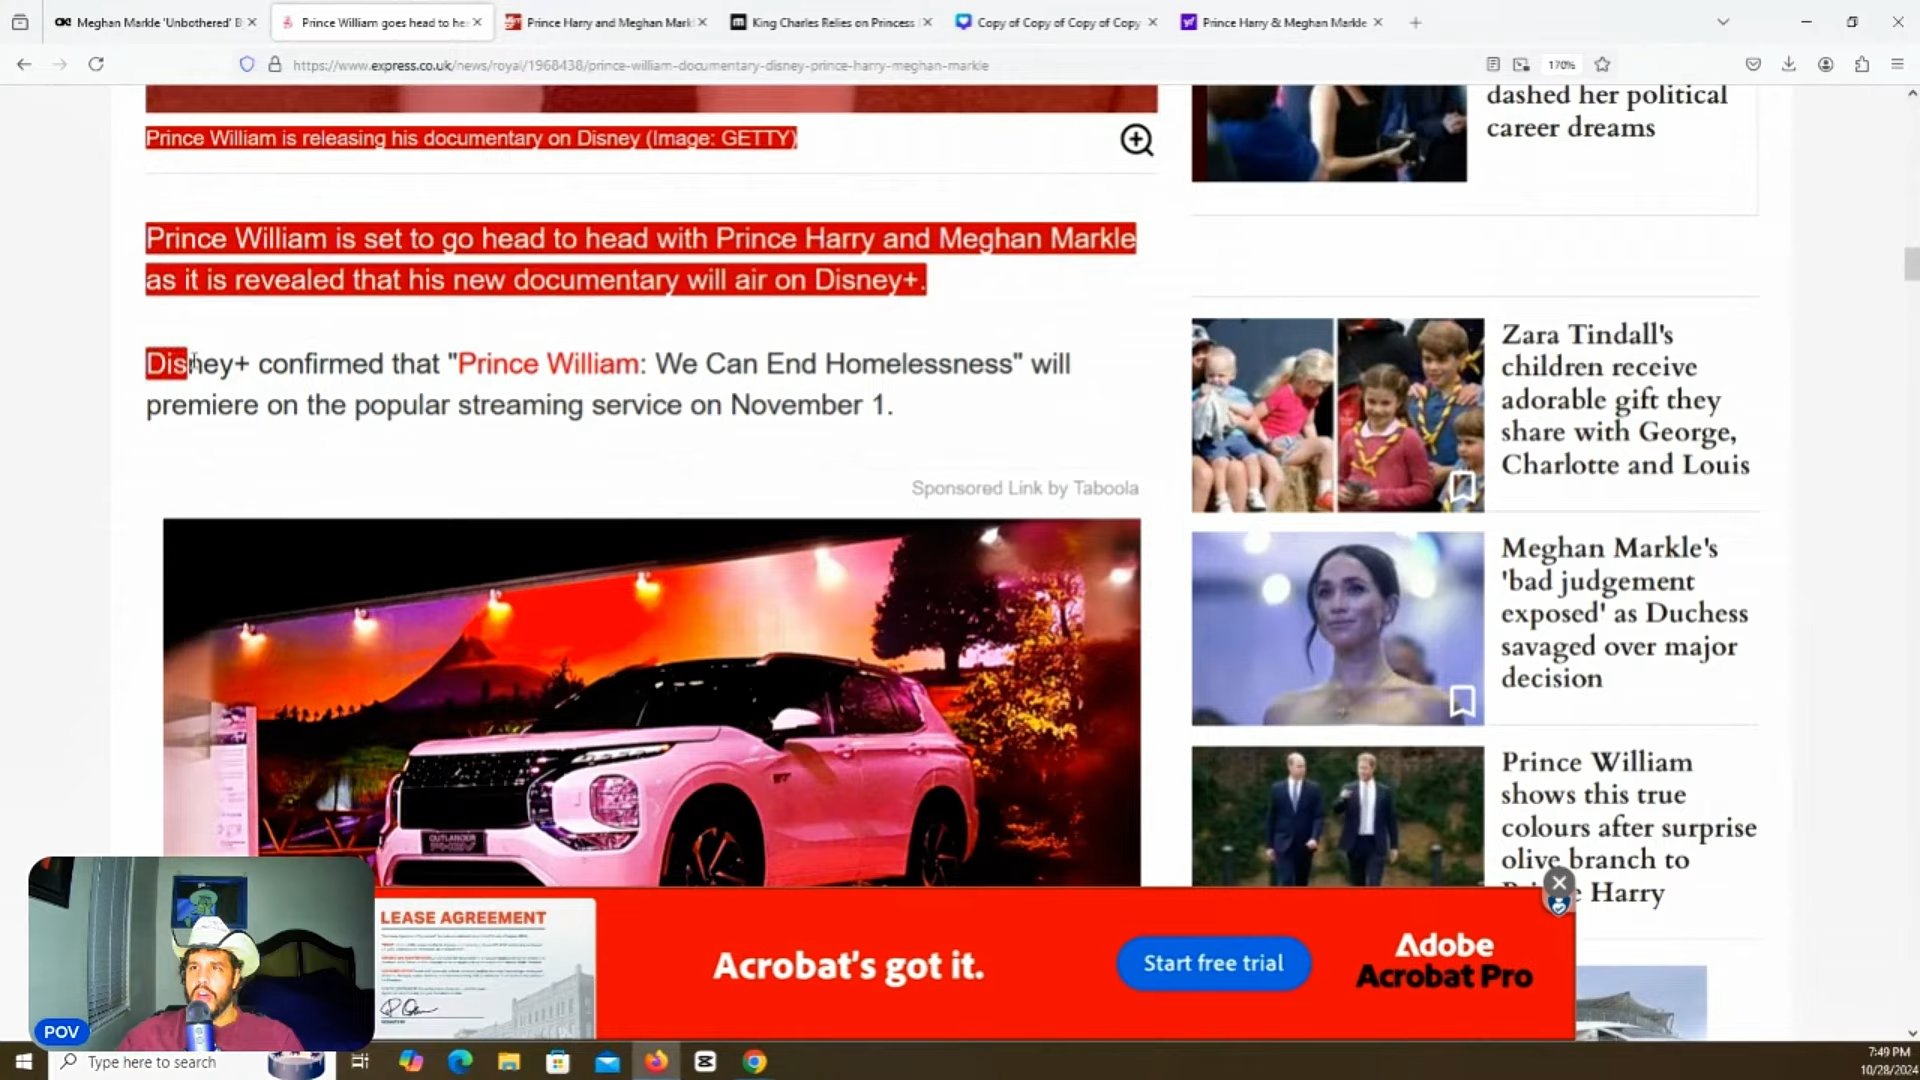 Meghan Markle 'Unbothered' B
Prince William goes head to he
Prince Harry and Meghan Mark
King Charles Relies on Princess
Copy of Copy of Copy of Copy
Prince Harry & Meghan Markle
https://www.express.co.uk/news/royal/1968438/prince-william-documentary-disney-prince-harry-meghan-markle
170%
Prince William is releasing his documentary on Disney (Image: GETTY)
Prince William is set to go head to head with Prince Harry and Meghan Markle
as it is revealed that his new documentary will air on Disney+.
Disney+ confirmed that "Prince William: We Can End Homelessness" will
premiere on the popular streaming service on November 1.
Sponsored Link by Taboola
OUTLANDER
dashed her political
career dreams
Zara Tindall's
children receive
adorable gift they
share with George,
Charlotte and Louis
Meghan Markle's
'bad judgement
exposed' as Duchess
savaged over major
decision
Prince William
shows this true
colours after surprise
olive branch to
Harry
LEASE AGREEMENT
Acrobat's got it.
Start free trial
Adobe
Acrobat Pro
POV
Type here to search
7:49 PM
10/28/2024